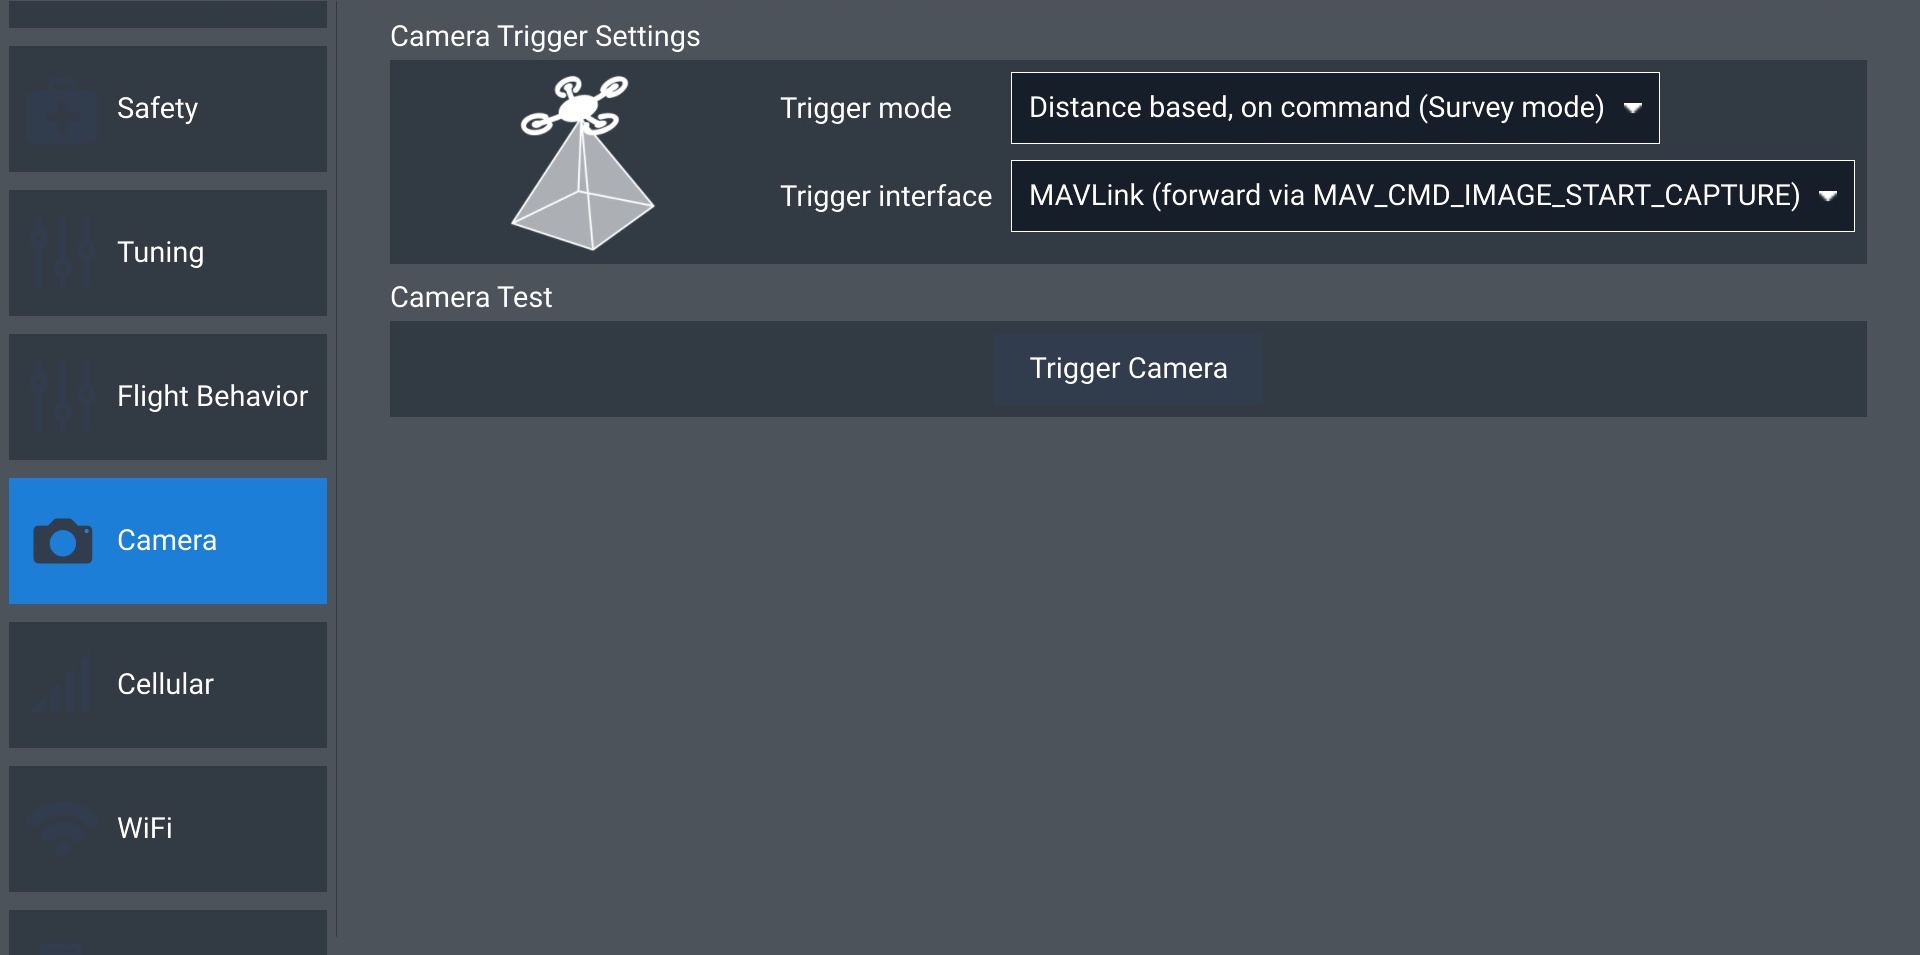 Safety
Tuning
Flight Behavior
Camera
Cellular
WiFi
Camera Trigger Settings
Trigger mode
Distance based, on command (Survey mode)
Trigger interface
MAVLink (forward via MAV_CMD_IMAGE_START_CAPTURE)
Camera Test
Trigger Camera